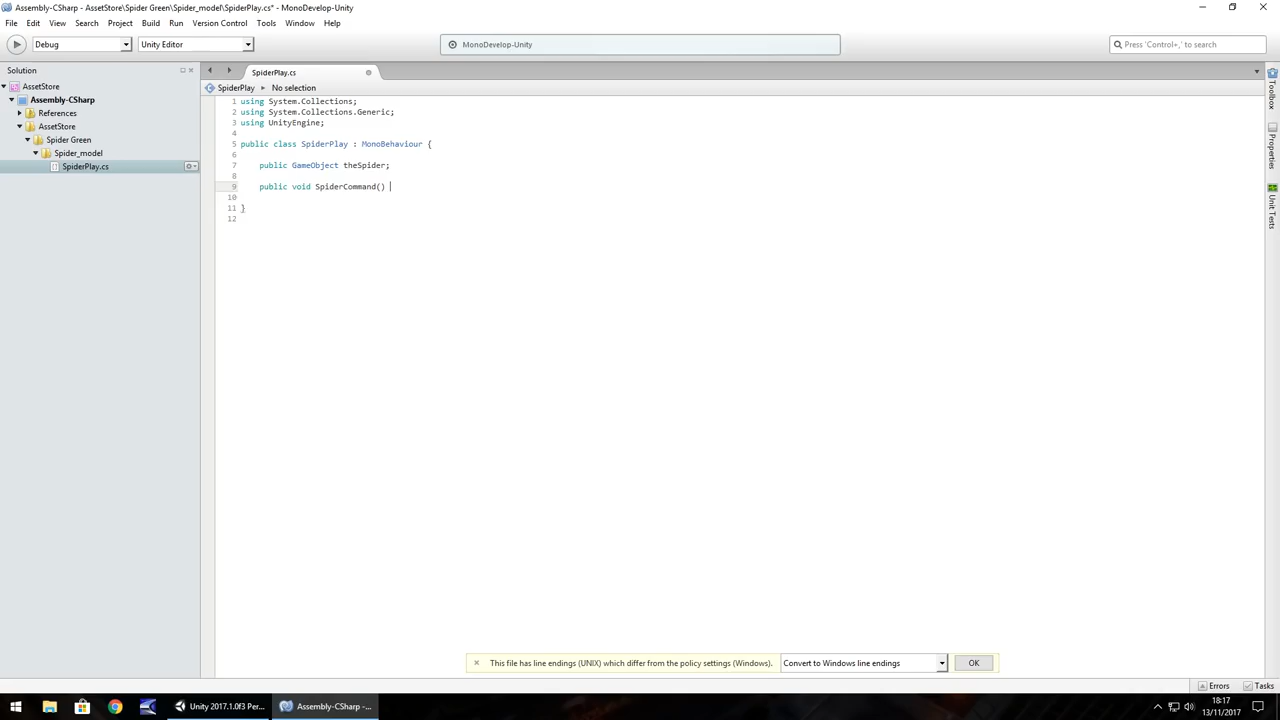 Assembly-CSharp - AssetStore\Spider Green\Spider_model\SpiderPlay.cs* - MonoDevelop-Unity
File Edit View Search Project Build Run Version Control Tools Window Help
Debug Unity Editor MonoDevelop-Unity Press 'Control+,' to search
Solution SpiderPlay.cs
AssetStore SpiderPlay No selection
Assembly-CSharp
References
AssetStore
Spider Green
Spider_model
SpiderPlay.cs
1 using System.Collections;
2 using System.Collections.Generic;
3 using UnityEngine;
4
5 public class SpiderPlay : MonoBehaviour {
6
7 public GameObject theSpider;
8
9 public void SpiderCommand()
10
11 }
12
Toolbox
Properties
Unit Tests
This file has line endings (UNIX) which differ from the policy settings (Windows). Convert to Windows line endings OK
Errors Tasks
Unity 2017.1.0f3 Per... Assembly-CSharp -...
18:17
13/11/2017